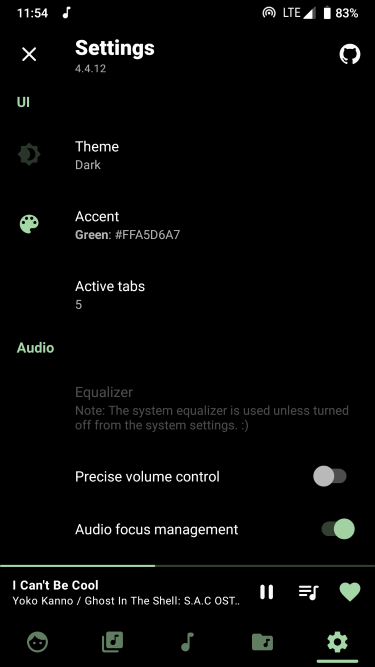 11:54
LTE
83%
Settings
4.4.12
UI
Theme
Dark
Accent
Green: #FFA5D6A7
Active tabs
5
Audio
Equalizer
Note: The system equalizer is used unless turned
off from the system settings. :)
Precise volume control
Audio focus management
I Can't Be Cool
Yoko Kanno / Ghost In The Shell: S.A.C OST..